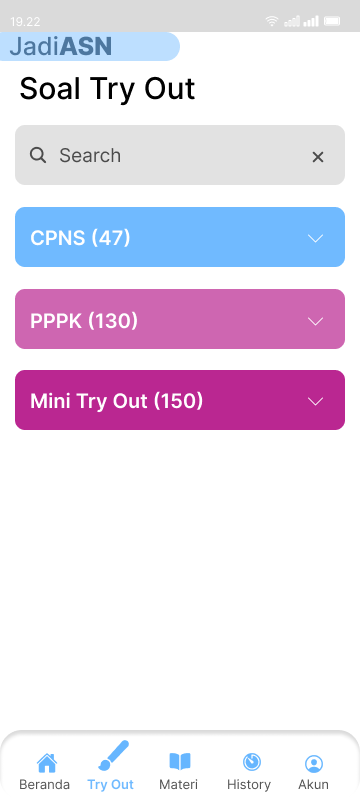 19.22
JadiASN
Soal Try Out
Search
CPNS (47)
PPPK (130)
Mini Try Out (150)
Beranda Try Out Materi History Akun